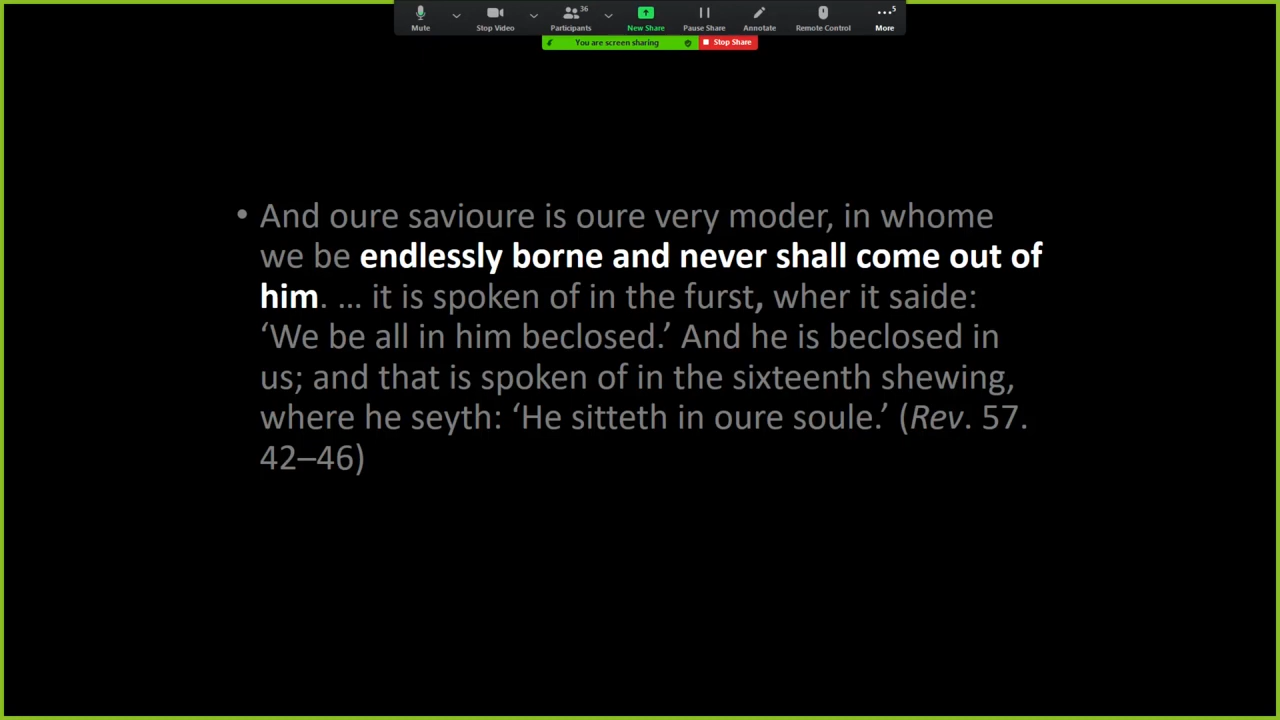 36
5
Mute
Stop Video
Participants
New Share
Pause Share
Annotate
Remote Control
More
You are screen sharing
Stop Share
• And oure savioure is oure very moder, in whome
we be endlessly borne and never shall come out of
him. … it is spoken of in the furst, wher it saide:
‘We be all in him beclosed.’ And he is beclosed in
us; and that is spoken of in the sixteenth shewing,
where he seyth: ‘He sitteth in oure soule.’ (Rev. 57.
42–46)